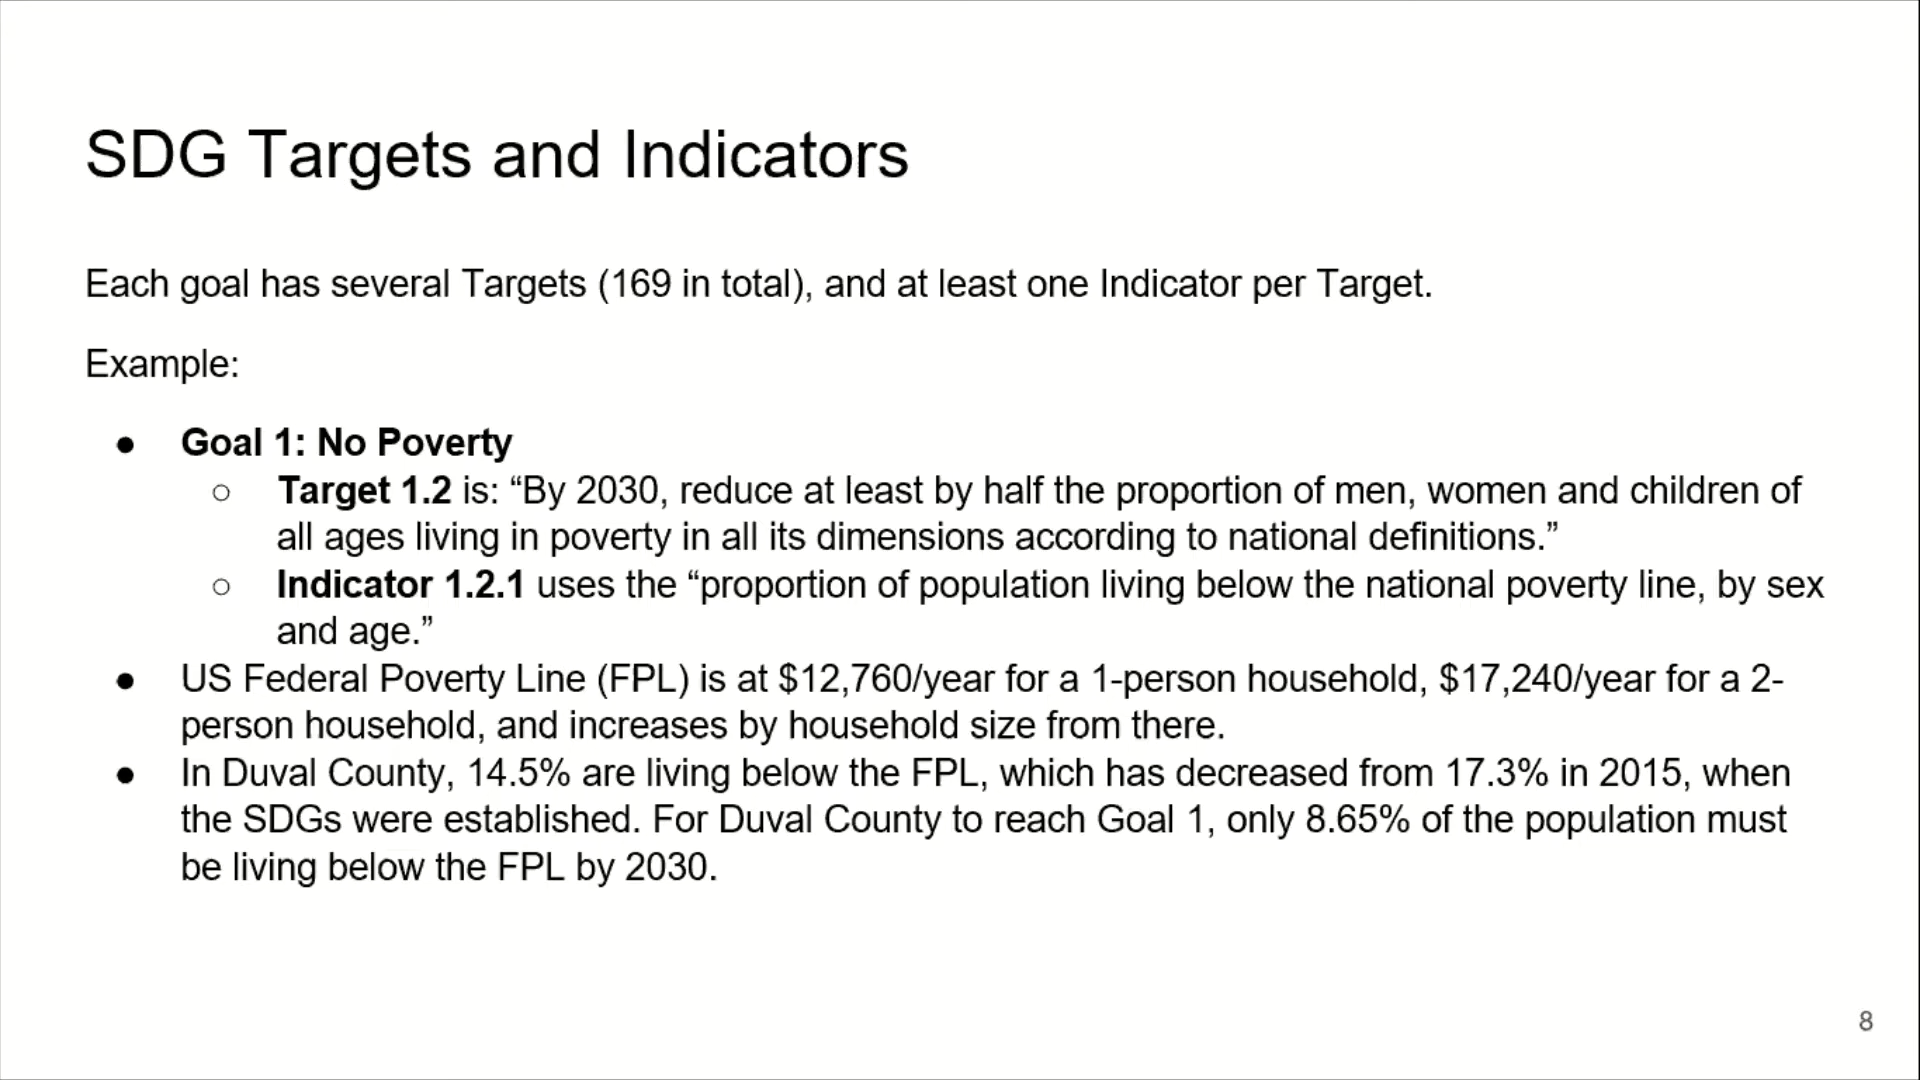 SDG Targets and Indicators
Each goal has several Targets (169 in total), and at least one Indicator per Target.
Example:
● Goal 1: No Poverty
○ Target 1.2 is: “By 2030, reduce at least by half the proportion of men, women and children of
all ages living in poverty in all its dimensions according to national definitions.”
○ Indicator 1.2.1 uses the “proportion of population living below the national poverty line, by sex
and age.”
● US Federal Poverty Line (FPL) is at $12,760/year for a 1-person household, $17,240/year for a 2-
person household, and increases by household size from there.
● In Duval County, 14.5% are living below the FPL, which has decreased from 17.3% in 2015, when
the SDGs were established. For Duval County to reach Goal 1, only 8.65% of the population must
be living below the FPL by 2030.
8